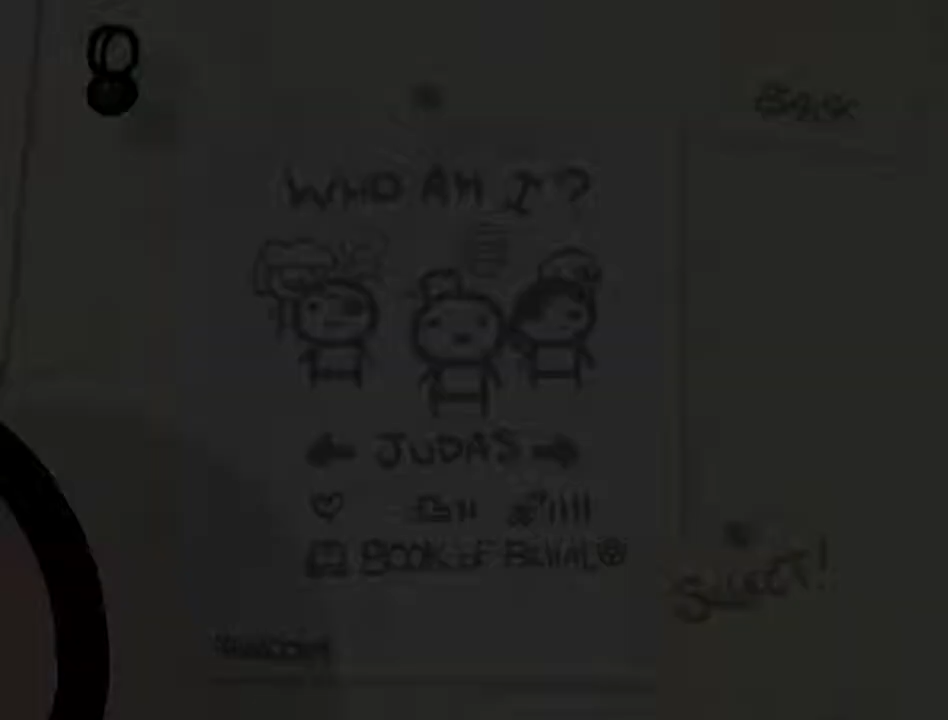 BACK
WHO AM I?
JUDAS
BOOK OF BELIAL
SELECT!